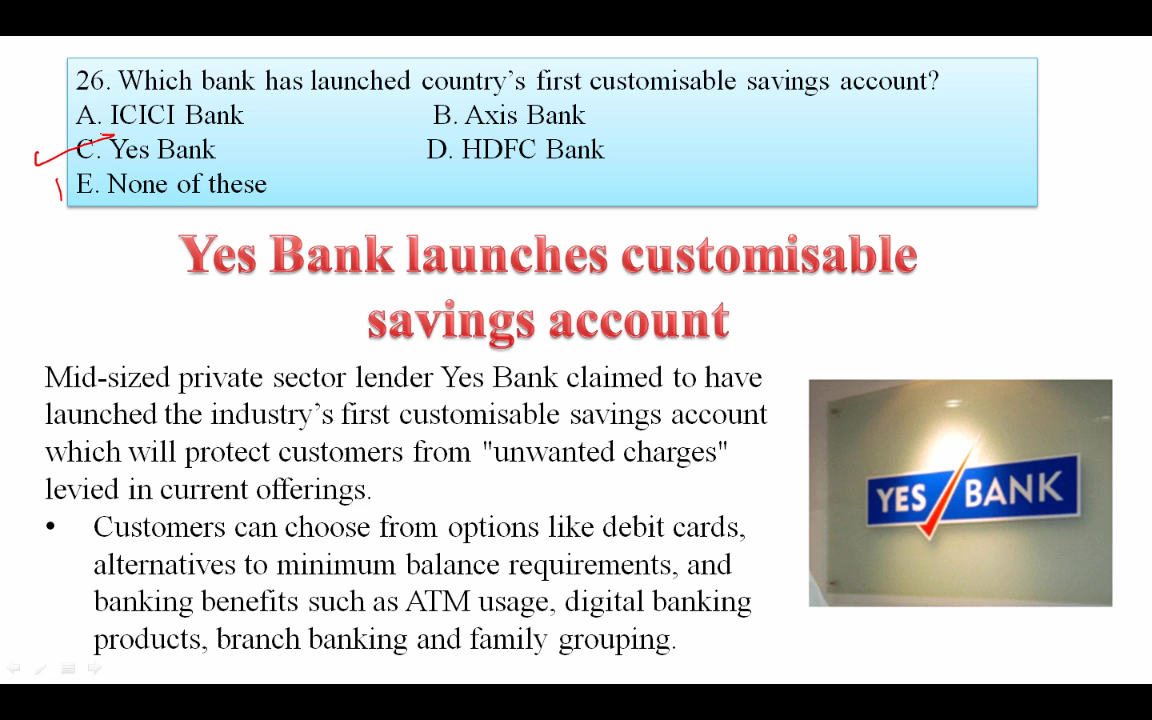 26. Which bank has launched country's first customisable savings account?
A. ICICI Bank B. Axis Bank
C. Yes Bank D. HDFC Bank
E. None of these
Yes Bank launches customisable
savings account
Mid-sized private sector lender Yes Bank claimed to have
launched the industry's first customisable savings account
which will protect customers from "unwanted charges"
levied in current offerings.
• Customers can choose from options like debit cards,
alternatives to minimum balance requirements, and
banking benefits such as ATM usage, digital banking
products, branch banking and family grouping.
YES BANK